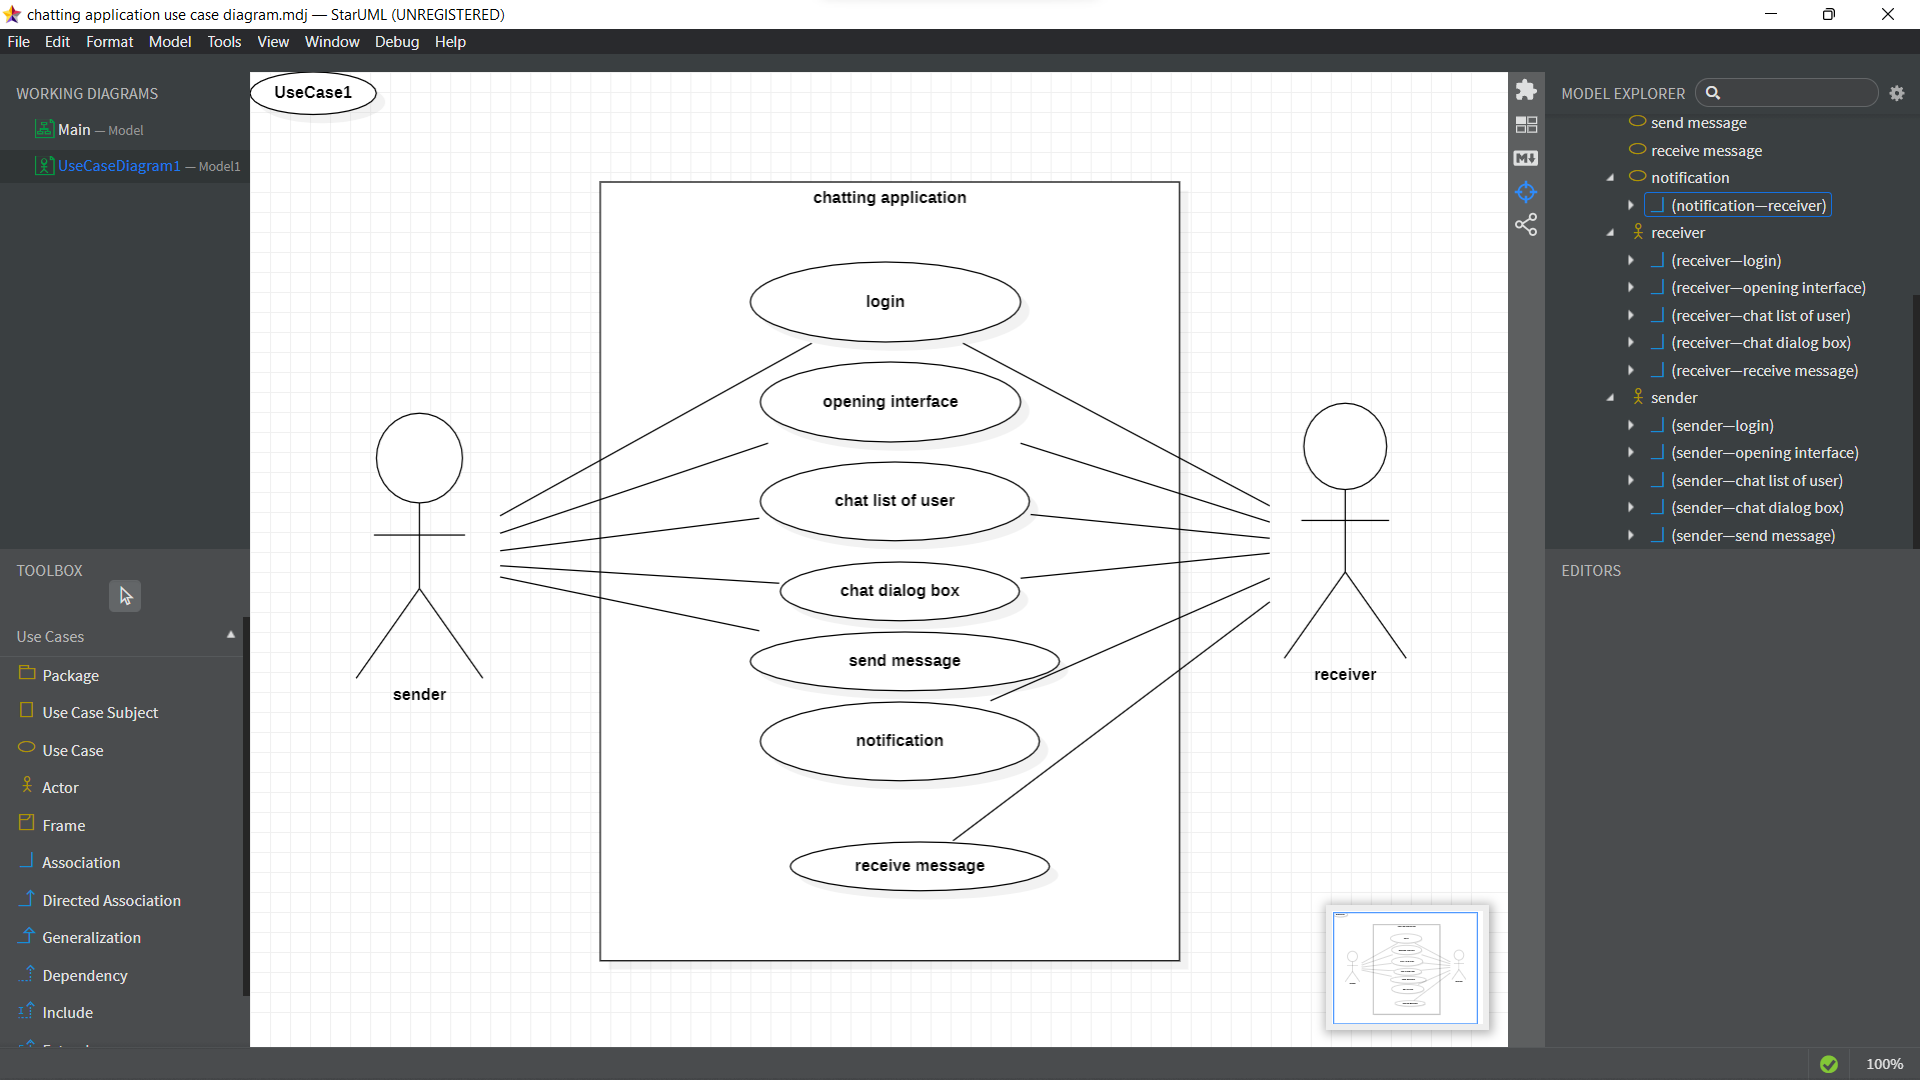 chatting application use case diagram.mdj — StarUML (UNREGISTERED)
File Edit Format Model Tools View Window Debug Help
WORKING DIAGRAMS
Main — Model
UseCaseDiagram1 — Model1
TOOLBOX
Use Cases
Package
Use Case Subject
Use Case
Actor
Frame
Association
Directed Association
Generalization
Dependency
Include
UseCase1
chatting application
login
opening interface
chat list of user
chat dialog box
send message
notification
receive message
sender
receiver
MODEL EXPLORER
send message
receive message
notification
(notification—receiver)
receiver
(receiver—login)
(receiver—opening interface)
(receiver—chat list of user)
(receiver—chat dialog box)
(receiver—receive message)
sender
(sender—login)
(sender—opening interface)
(sender—chat list of user)
(sender—chat dialog box)
(sender—send message)
EDITORS
100%